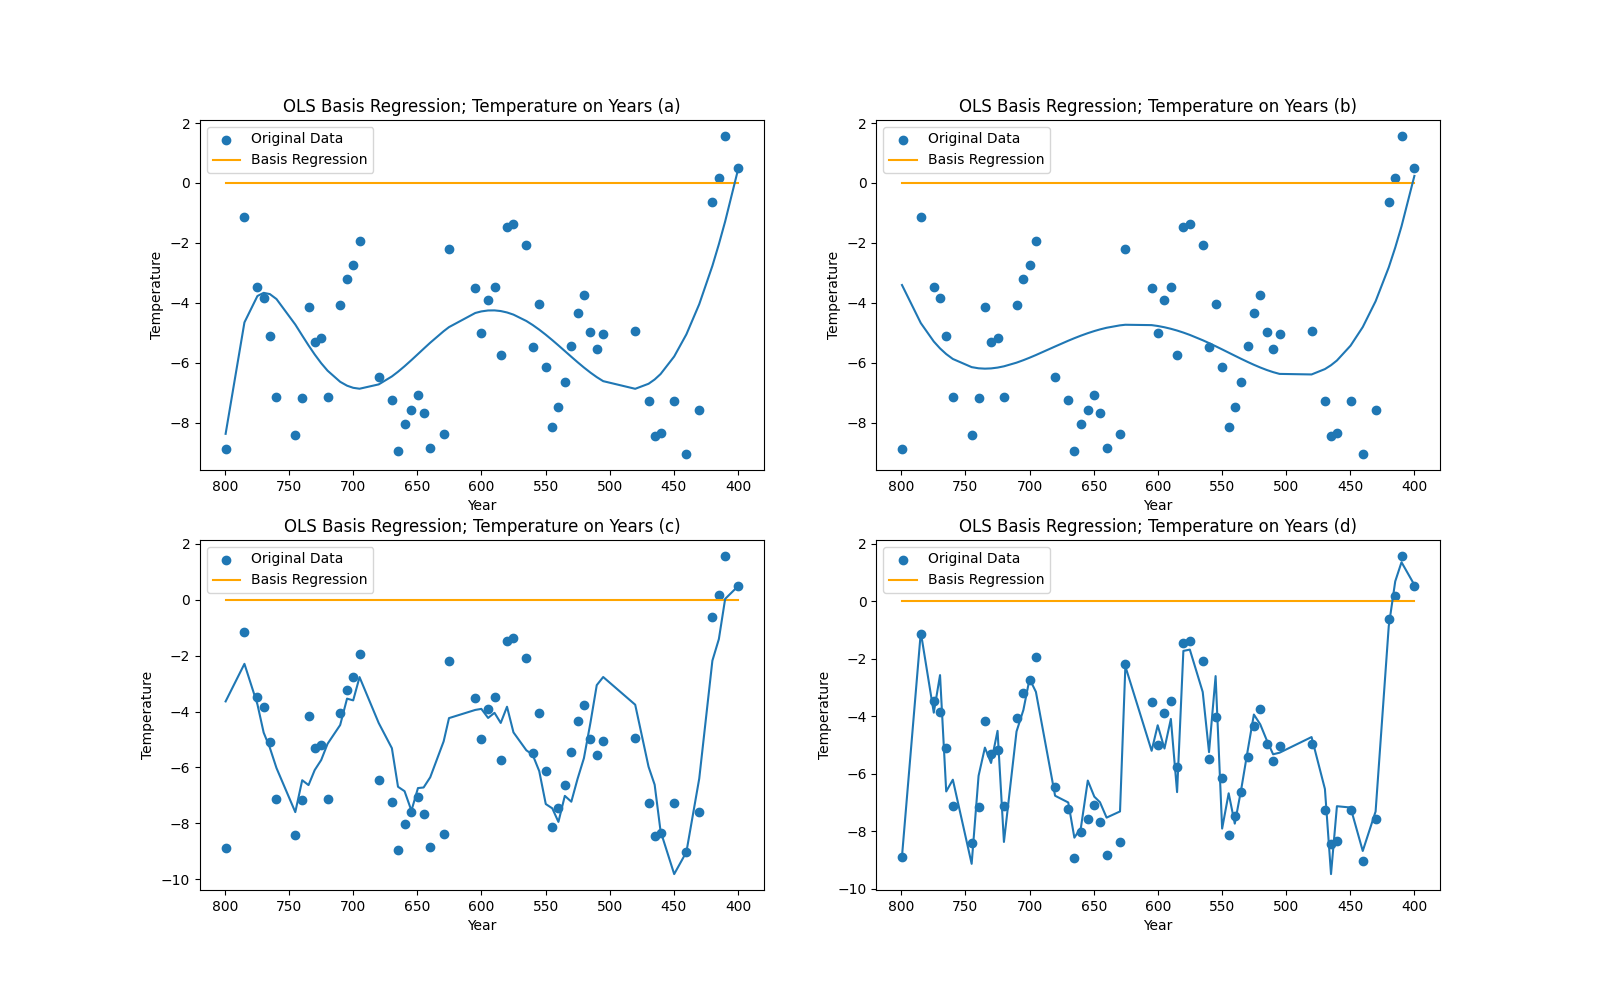 OLS Basis Regression; Temperature on Years (a)
Original Data
Basis Regression
2
0
−2
−4
−6
−8
Temperature
800 750 700 650 600 550 500 450 400
Year
OLS Basis Regression; Temperature on Years (b)
Original Data
Basis Regression
2
0
−2
−4
−6
−8
Temperature
800 750 700 650 600 550 500 450 400
Year
OLS Basis Regression; Temperature on Years (c)
Original Data
Basis Regression
2
0
−2
−4
−6
−8
−10
Temperature
800 750 700 650 600 550 500 450 400
Year
OLS Basis Regression; Temperature on Years (d)
Original Data
Basis Regression
2
0
−2
−4
−6
−8
−10
Temperature
800 750 700 650 600 550 500 450 400
Year